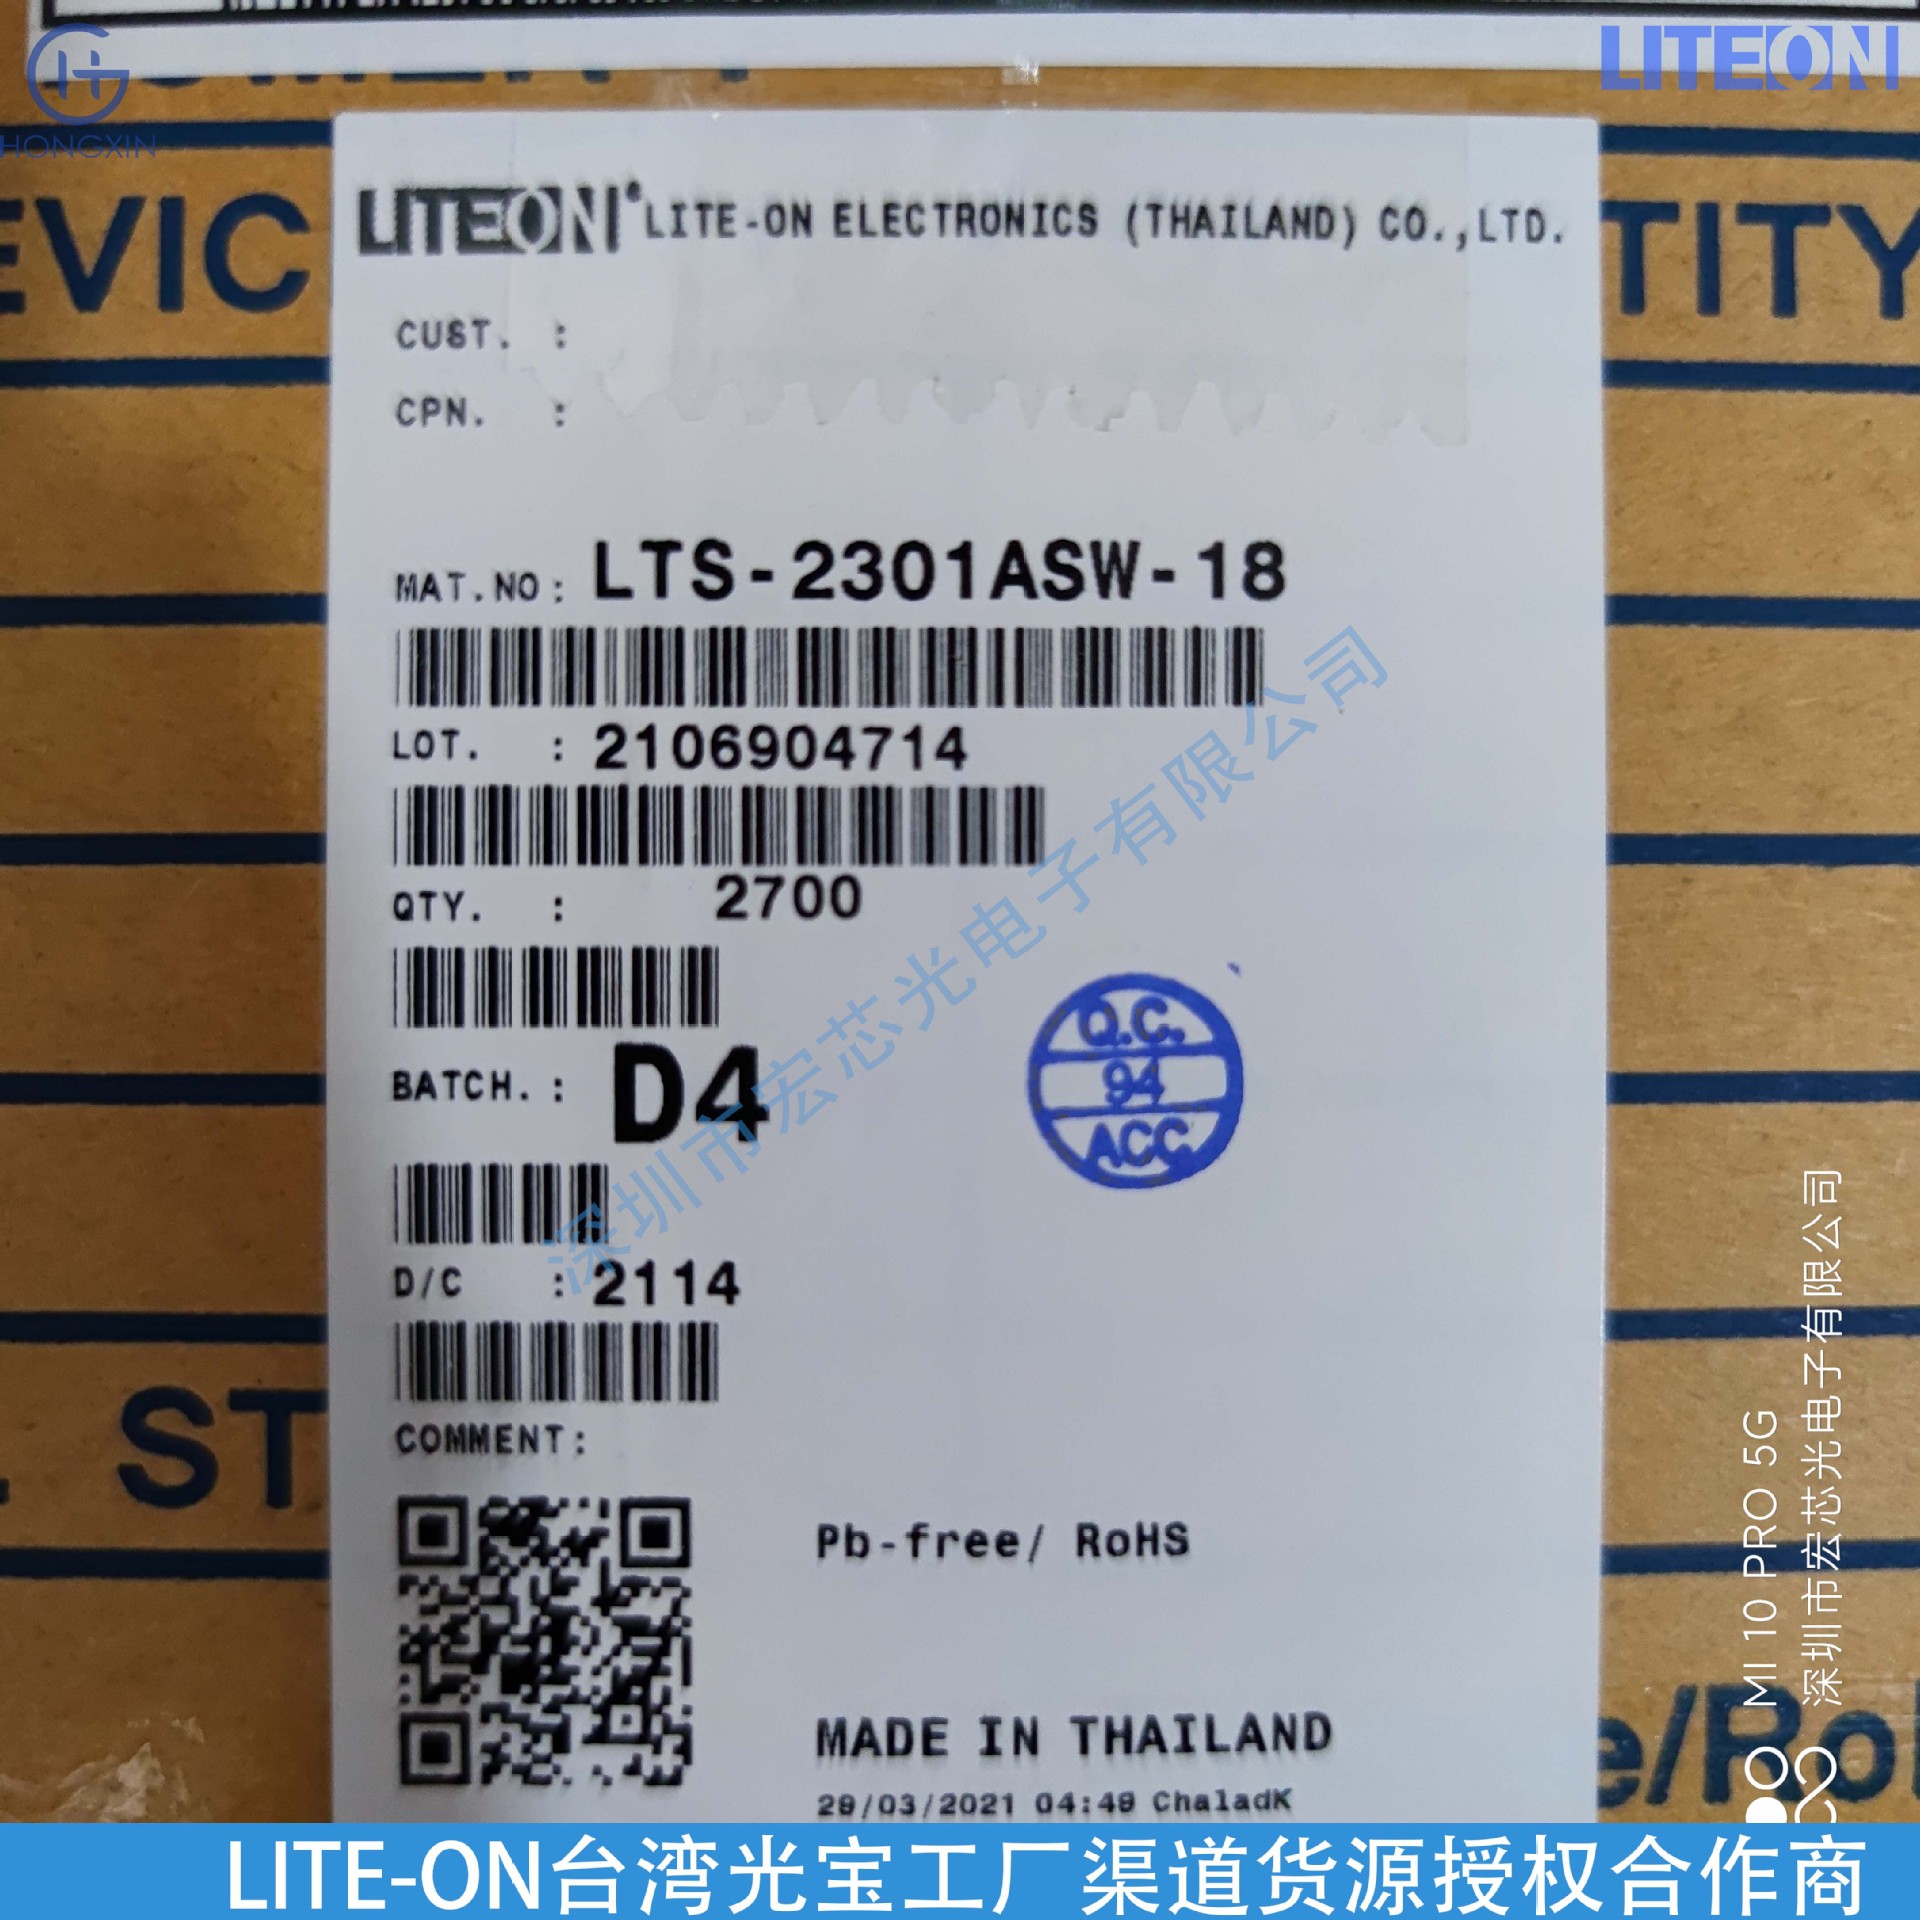 HONGXIN
LITEON
EVIC
TITY
LITEON LITE-ON ELECTRONICS (THAILAND) CO.,LTD.
CUST. :
CPN. :
MAT.NO: LTS-2301ASW-18
LOT. : 2106904714
QTY. : 2700
BATCH. : D4
Q.C.
94
ACC.
D/C : 2114
COMMENT:
ST
Pb-free/ RoHS
MADE IN THAILAND
29/03/2021 04:49 ChaladK
e/Ro
深圳市宏芯光电子有限公司
MI 10 PRO 5G
深圳市宏芯光电子有限公司
LITE-ON台湾光宝工厂渠道货源授权合作商